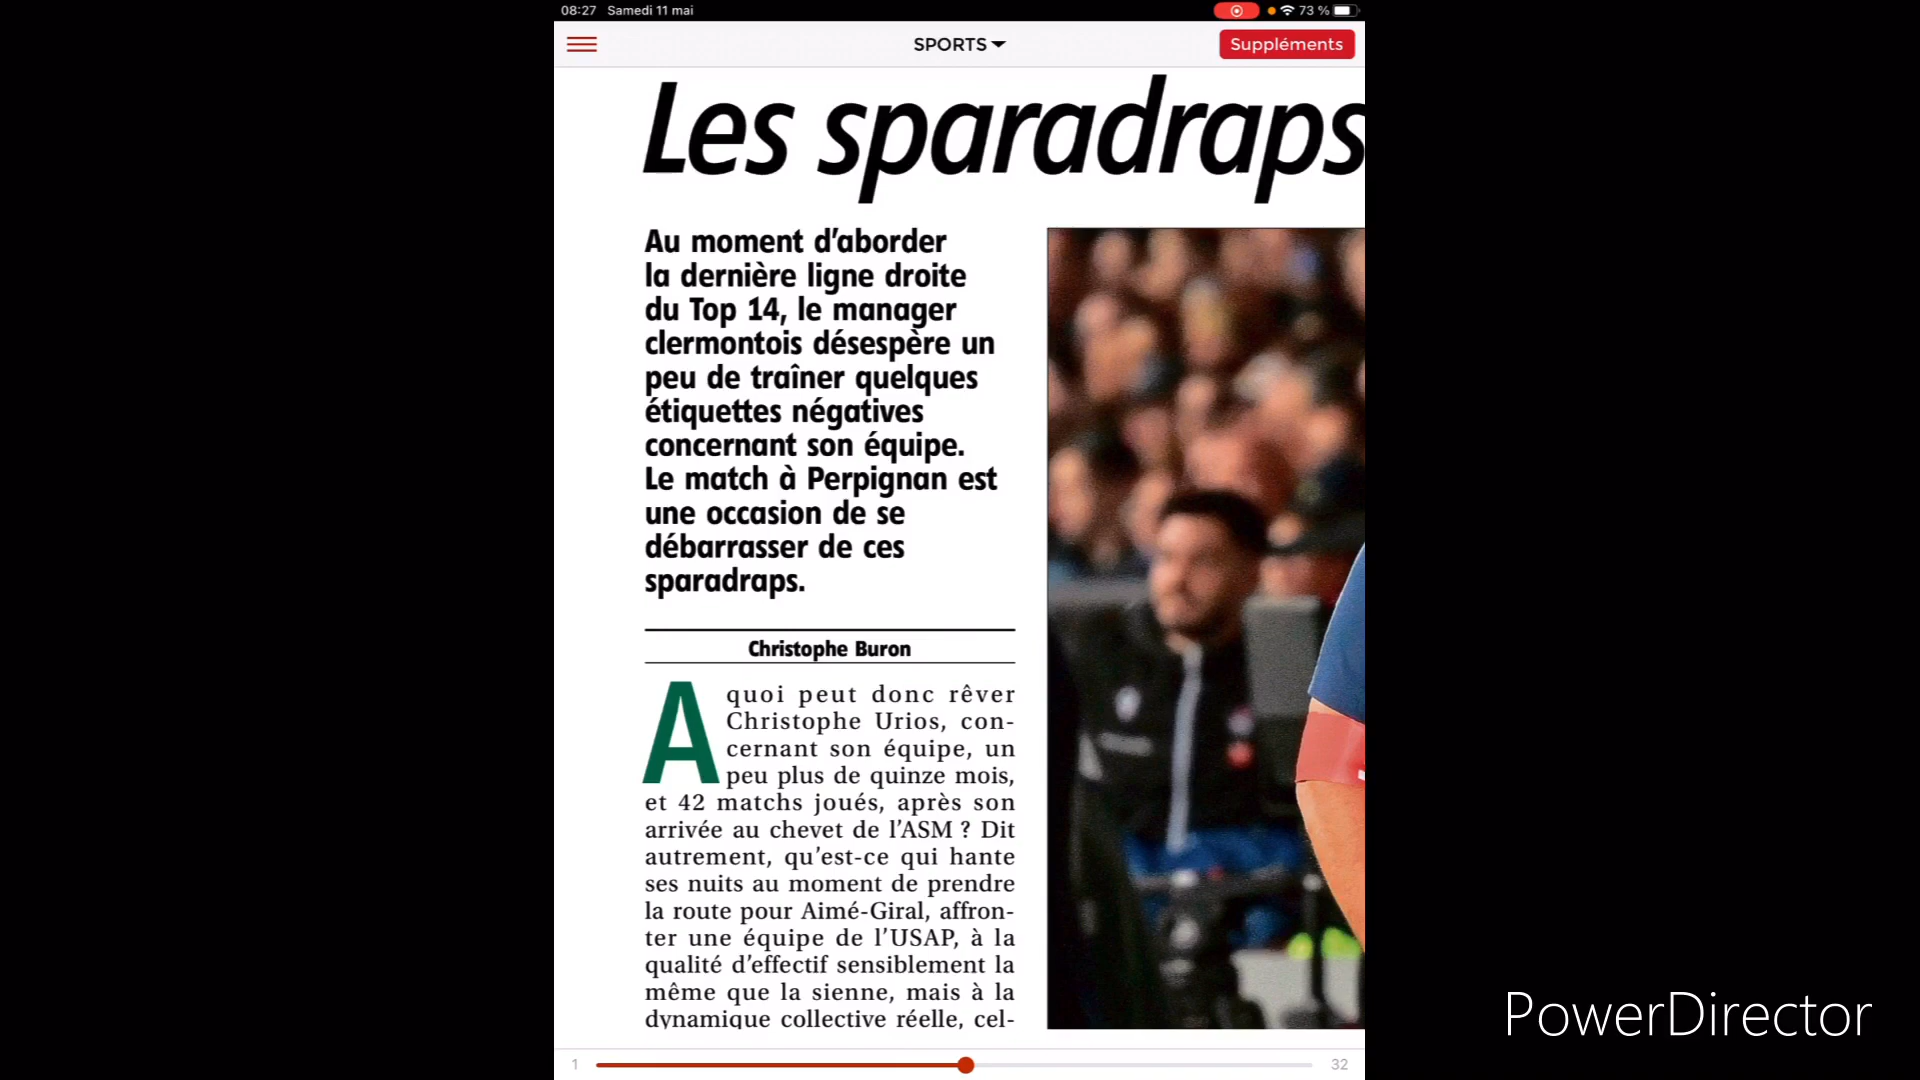 08:27 Samedi 11 mai
73 %
SPORTS
Suppléments
Les sparadraps
Au moment d’aborder
la dernière ligne droite
du Top 14, le manager
clermontois désespère un
peu de traîner quelques
étiquettes négatives
concernant son équipe.
Le match à Perpignan est
une occasion de se
débarrasser de ces
sparadraps.
Christophe Buron
A quoi peut donc rêver
Christophe Urios, con-
cernant son équipe, un
peu plus de quinze mois,
et 42 matchs joués, après son
arrivée au chevet de l’ASM ? Dit
autrement, qu’est-ce qui hante
ses nuits au moment de prendre
la route pour Aimé-Giral, affron-
ter une équipe de l’USAP, à la
qualité d’effectif sensiblement la
même que la sienne, mais à la
dynamique collective réelle, cel-
1
32
PowerDirector